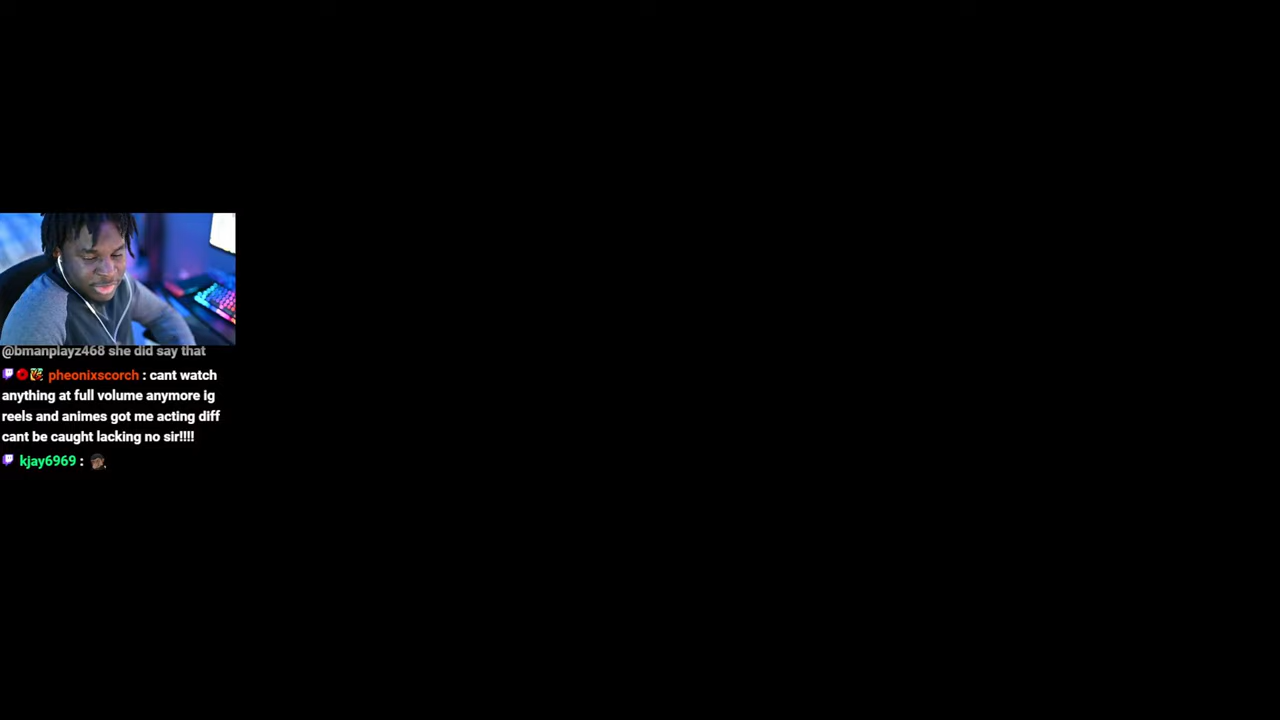 @bmanplayz468 she did say that
pheonixscorch : cant watch
anything at full volume anymore ig
reels and animes got me acting diff
cant be caught lacking no sir!!!!
kjay6969 :